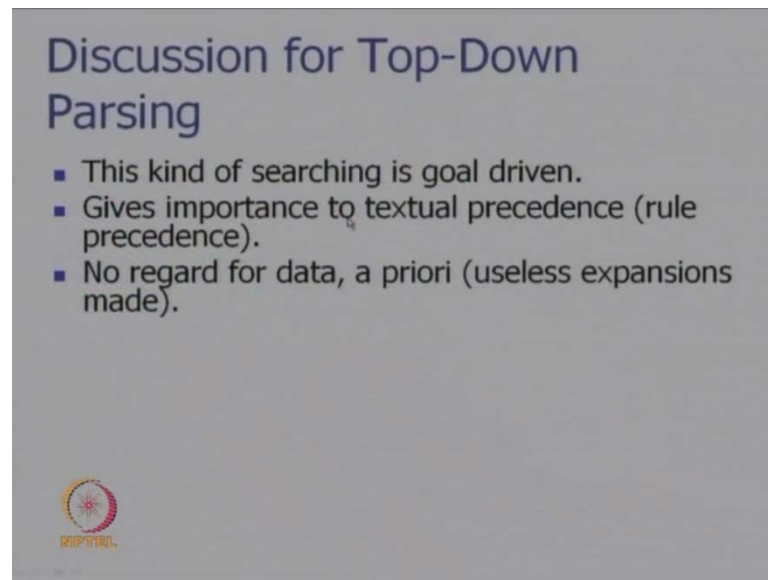 Discussion for Top-Down
Parsing
This kind of searching is goal driven.
Gives importance to textual precedence (rule
precedence).
No regard for data, a priori (useless expansions
made).
NPTEL